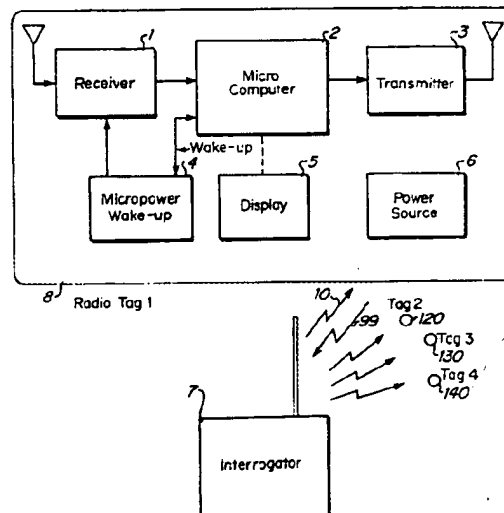 1
2
3
Receiver
Micro
Computer
Transmitter
Wake-up
4
5
6
Micropower
Wake-up
Display
Power
Source
8
Radio Tag 1
10
99
Tag 2
120
Tag 3
130
Tag 4
140
7
Interrogator